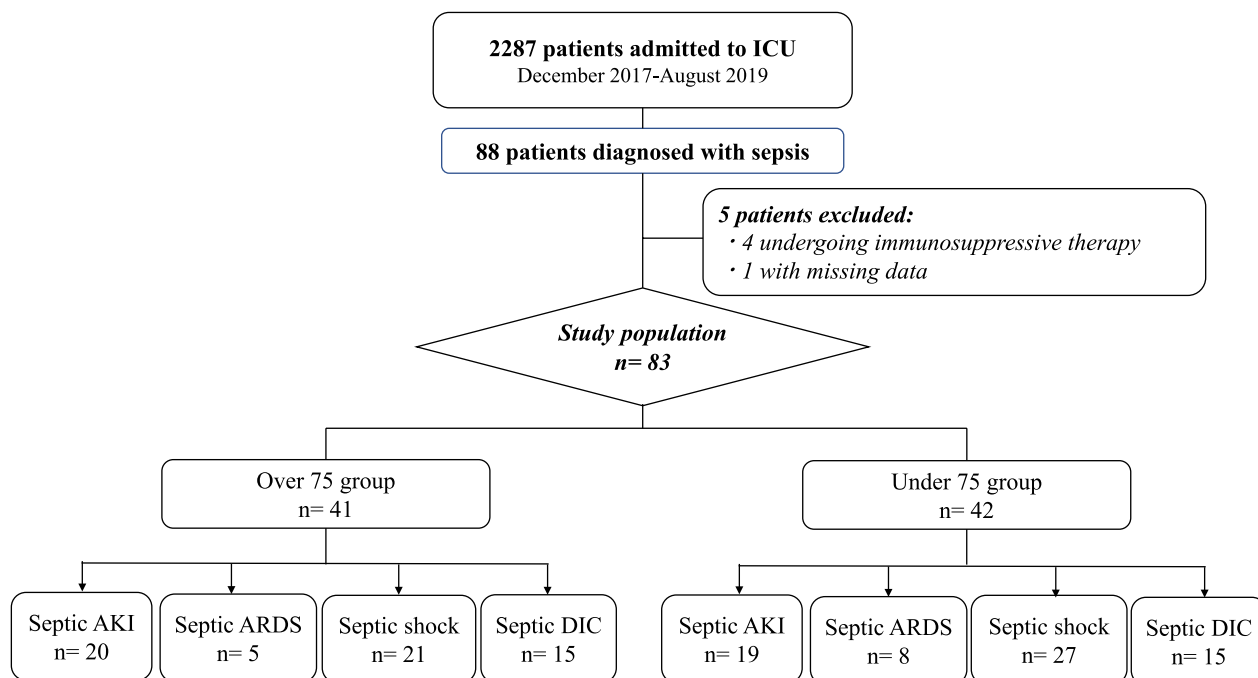 2287 patients admitted to ICU
December 2017-August 2019
88 patients diagnosed with sepsis
5 patients excluded:
・4 undergoing immunosuppressive therapy
・1 with missing data
Study population
n= 83
Over 75 group
n= 41
Under 75 group
n= 42
Septic AKI
n= 20
Septic ARDS
n= 5
Septic shock
n= 21
Septic DIC
n= 15
Septic AKI
n= 19
Septic ARDS
n= 8
Septic shock
n= 27
Septic DIC
n= 15